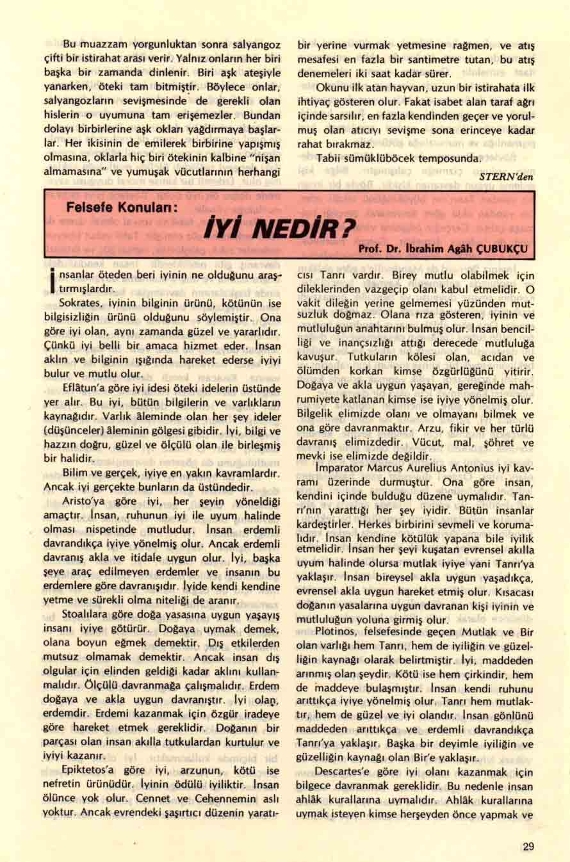 Bu muazzam yorgunluktan sonra salyangoz
çifti bir istirahat arası verir. Yalnız onların her biri
başka bir zamanda dinlenir. Biri aşk ateşiyle
yanarken, öteki tam bitmiştir. Böylece onlar,
salyangozların sevişmesinde de gerekli olan
hislerin o uyumuna tam erişemezler. Bundan
dolayı birbirlerine aşk okları yağdırmaya başlar-
lar. Her ikisinin de emilerek birbirine yapışmış
olmasına, oklarla hiç biri ötekinin kalbine "nişan
almamasına" ve yumuşak vücutlarının herhangi
bir yerine vurmak yetmesine rağmen, ve atış
mesafesi en fazla bir santimetre tutan, bu atış
denemeleri iki saat kadar sürer.
Okunu ilk atan hayvan, uzun bir istirahata ilk
ihtiyaç gösteren olur. Fakat isabet alan taraf ağrı
içinde sarsılır, en fazla kendinden geçer ve yorul-
muş olan atıcıyı sevişme sona erinceye kadar
rahat bırakmaz.
Tabii sümüklüböcek temposunda.
STERN'den
Felsefe Konuları:
İYİ NEDİR?
Prof. Dr. İbrahim Agâh ÇUBUKÇU
İnsanlar öteden beri iyinin ne olduğunu araş-
tırmışlardır.
Sokrates, iyinin bilginin ürünü, kötünün ise
bilgisizliğin ürünü olduğunu söylemiştir. Ona
göre iyi olan, aynı zamanda güzel ve yararlıdır.
Çünkü iyi belli bir amaca hizmet eder. İnsan
aklın ve bilginin ışığında hareket ederse iyiyi
bulur ve mutlu olur.
Eflâtun'a göre iyi idesi öteki idelerin üstünde
yer alır. Bu iyi, bütün bilgilerin ve varlıkların
kaynağıdır. Varlık âleminde olan her şey ideler
(düşünceler) âleminin gölgesi gibidir. İyi, bilgi ve
hazzın doğru, güzel ve ölçülü olan ile birleşmiş
bir halidir.
Bilim ve gerçek, iyiye en yakın kavramlardır.
Ancak iyi gerçekte bunların da üstündedir.
Aristo'ya göre iyi, her şeyin yöneldiği
amaçtır. İnsan, ruhunun iyi ile uyum halinde
olması nispetinde mutludur. İnsan erdemli
davrandıkça iyiye yönelmiş olur. Ancak erdemli
davranış akla ve itidale uygun olur. İyi, başka
şeye araç edilmeyen erdemler ve insanın bu
erdemlere göre davranışıdır. İyide kendi kendine
yetme ve sürekli olma niteliği de aranır.
Stoalılara göre doğa yasasına uygun yaşayış
insanı iyiye götürür. Doğaya uymak demek,
olana boyun eğmek demektir. Dış etkilerden
mutsuz olmamak demektir. Ancak insan dış
olgular için elinden geldiği kadar aklını kullan-
malıdır. Ölçülü davranmağa çalışmalıdır. Erdem
doğaya ve akla uygun davranıştır. İyi olan,
erdemdir. Erdemi kazanmak için özgür iradeye
göre hareket etmek gereklidir. Doğanın bir
parçası olan insan akılla tutkulardan kurtulur ve
iyiyi kazanır.
Epiktetos'a göre iyi, arzunun, kötü ise
nefretin ürünüdür. İyinin ödülü iyiliktir. İnsan
ölünce yok olur. Cennet ve Cehennemin aslı
yoktur. Ancak evrendeki şaşırtıcı düzenin yaratı-
cısı Tanrı vardır. Birey mutlu olabilmek için
dileklerinden vazgeçip olanı kabul etmelidir. O
vakit dileğin yerine gelmemesi yüzünden mut-
suzluk doğmaz. Olana rıza gösteren, iyinin ve
mutluluğun anahtarını bulmuş olur. İnsan bencil-
liği ve inançsızlığı attığı derecede mutluluğa
kavuşur. Tutkuların kölesi olan, acıdan ve
ölümden korkan kimse özgürlüğünü yitirir.
Doğaya ve akla uygun yaşayan, gereğinde mah-
rumiyete katlanan kimse ise iyiye yönelmiş olur.
Bilgelik elimizde olanı ve olmayanı bilmek ve
ona göre davranmaktır. Arzu, fikir ve her türlü
davranış elimizdedir. Vücut, mal, şöhret ve
mevki ise elimizde değildir.
İmparator Marcus Aurelius Antonius iyi kav-
ramı üzerinde durmuştur. Ona göre insan,
kendini içinde bulduğu düzene uymalıdır. Tan-
rı'nın yarattığı her şey iyidir. Bütün insanlar
kardeştirler. Herkes birbirini sevmeli ve koruma-
lıdır. İnsan kendine kötülük yapana bile iyilik
etmelidir. İnsan her şeyi kuşatan evrensel akılla
uyum halinde olursa mutlak iyiye yani Tanrı'ya
yaklaşır. İnsan bireysel akla uygun yaşadıkça,
evrensel akla uygun hareket etmiş olur. Kısacası
doğanın yasalarına uygun davranan kişi iyinin ve
mutluluğun yoluna girmiş olur.
Plotinos, felsefesinde geçen Mutlak ve Bir
olan varlığı hem Tanrı, hem de iyiliğin ve güzel-
liğin kaynağı olarak belirtmiştir. İyi, maddeden
arınmış olan şeydir. Kötü ise hem çirkindir, hem
de maddeye bulaşmıştır. İnsan kendi ruhunu
arıttıkça iyiye yönelmiş olur. Tanrı hem mutlak-
tır, hem de güzel ve iyi olandır. İnsan gönlünü
maddeden arıttıkça ve erdemli davrandıkça
Tanrı'ya yaklaşır. Başka bir deyimle iyiliğin ve
güzelliğin kaynağı olan Bir'e yaklaşır.
Descartes'e göre iyi olanı kazanmak için
bilgece davranmak gereklidir. Bu nedenle insan
ahlâk kurallarına uymalıdır. Ahlâk kurallarına
uymak isteyen kimse herşeyden önce yapmak ve
29